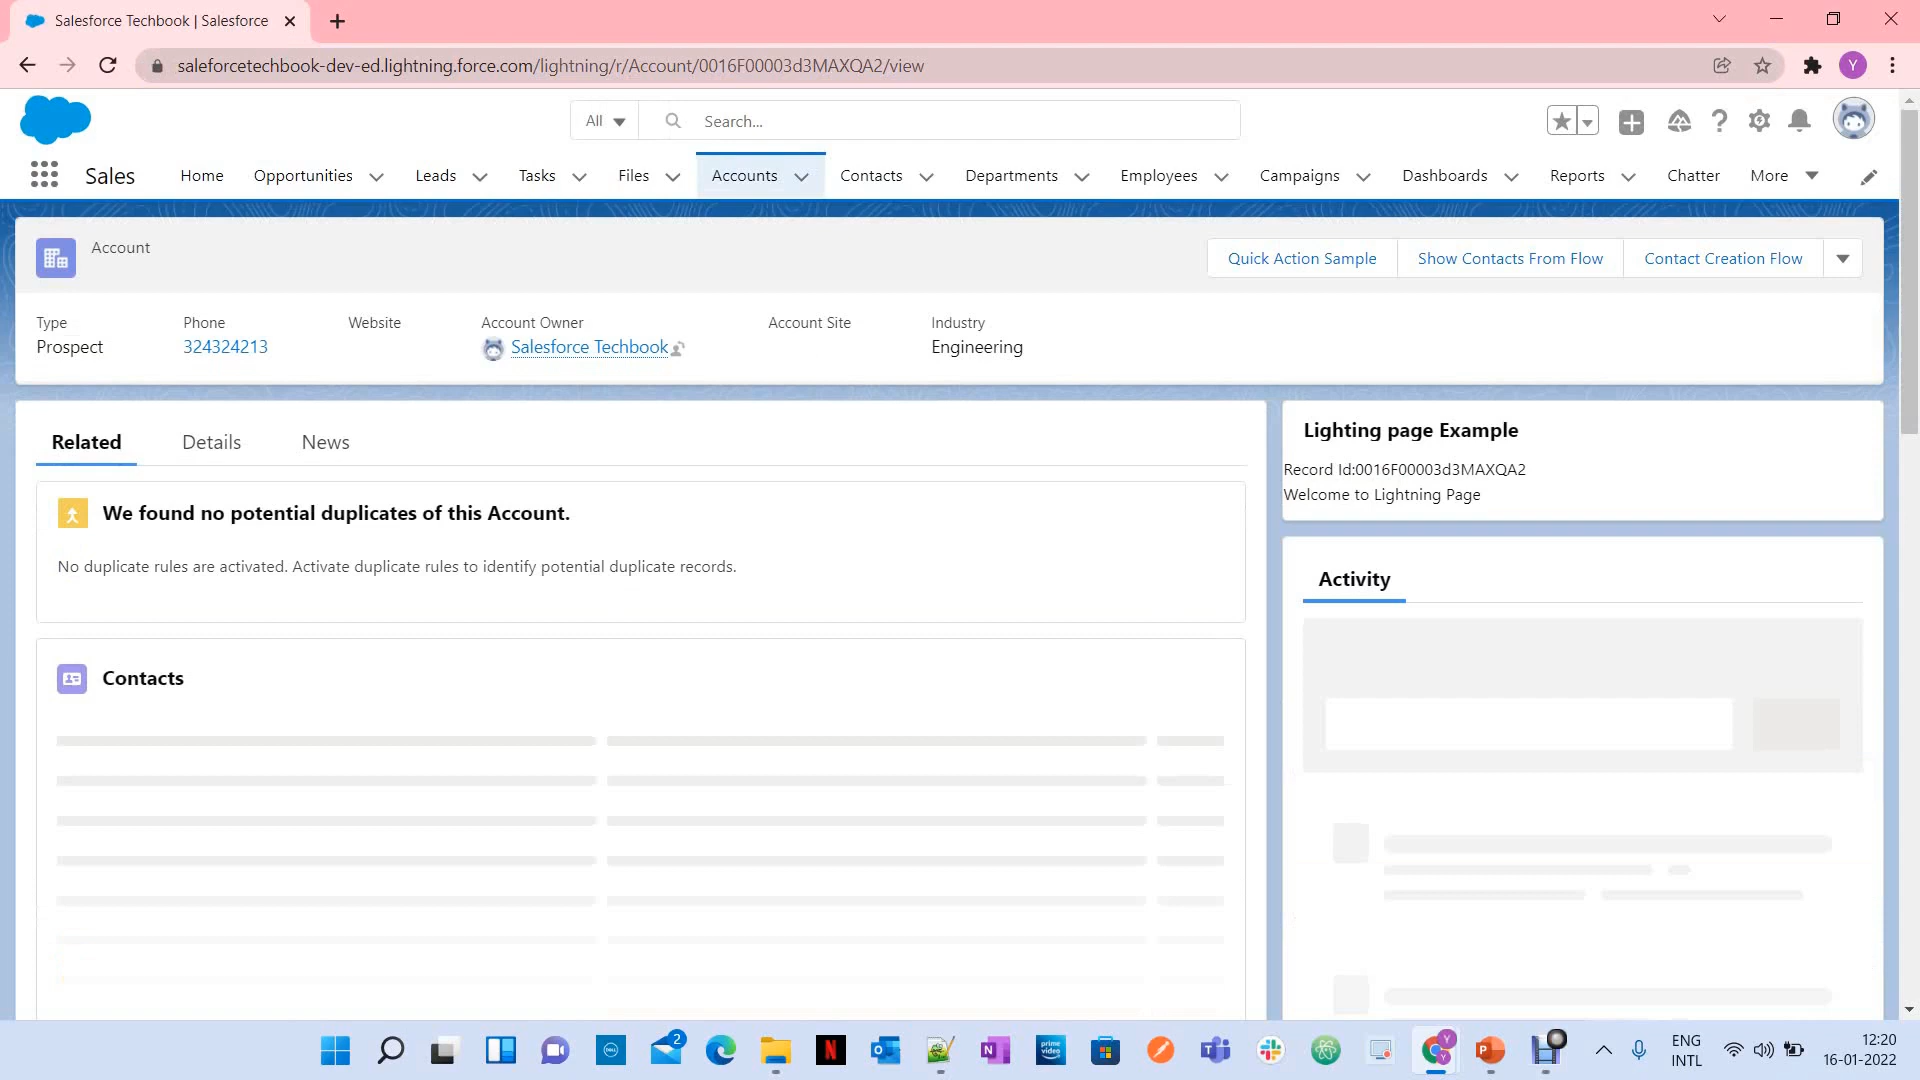 Salesforce Techbook | Salesforce
saleforcetechbook-dev-ed.lightning.force.com/lightning/r/Account/0016F00003d3MAXQA2/view
Y
All
Search...
Sales
Home
Opportunities
Leads
Tasks
Files
Accounts
Contacts
Departments
Employees
Campaigns
Dashboards
Reports
Chatter
More
Account
Quick Action Sample
Show Contacts From Flow
Contact Creation Flow
Type
Phone
Website
Account Owner
Account Site
Industry
Prospect
324324213
Salesforce Techbook
Engineering
Related
Details
News
We found no potential duplicates of this Account.
No duplicate rules are activated. Activate duplicate rules to identify potential duplicate records.
Contacts
Lighting page Example
Record Id:0016F00003d3MAXQA2
Welcome to Lightning Page
Activity
2
prime video
ENG
INTL
12:20
16-01-2022